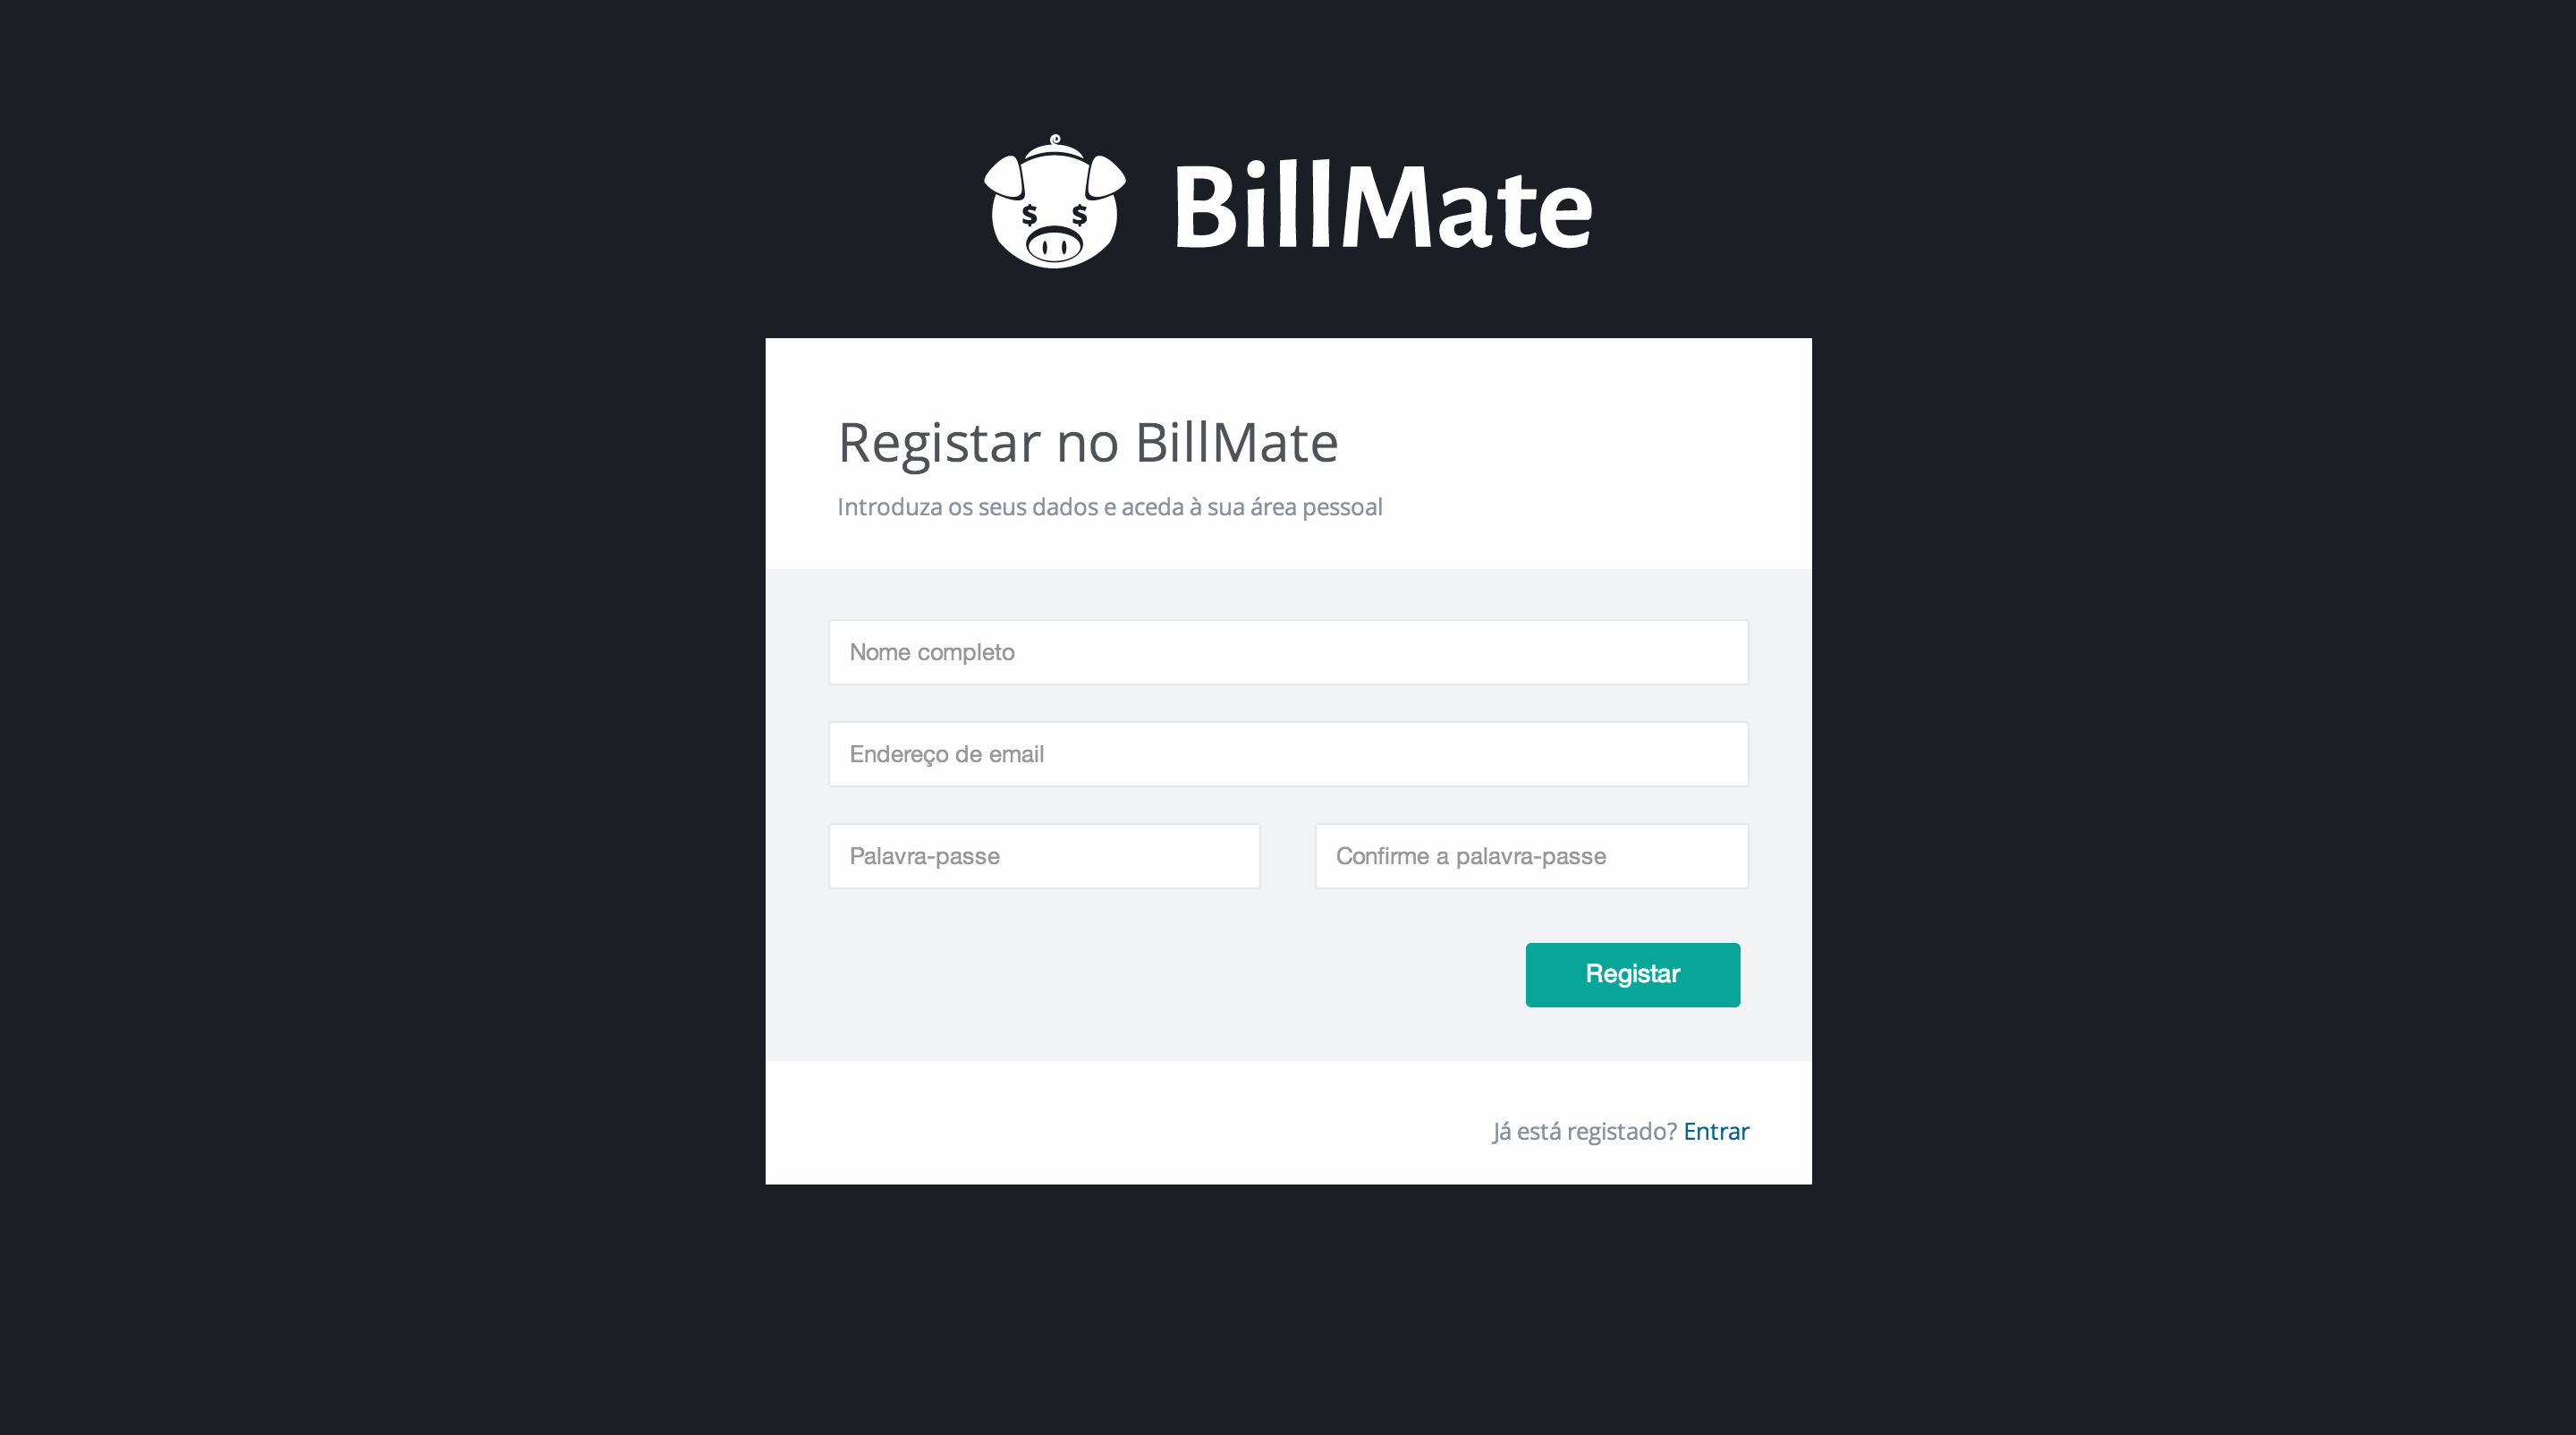 BillMate
Registar no BillMate
Introduza os seus dados e aceda à sua área pessoal
Nome completo
Endereço de email
Palavra-passe
Confirme a palavra-passe
Registar
Já está registado? Entrar